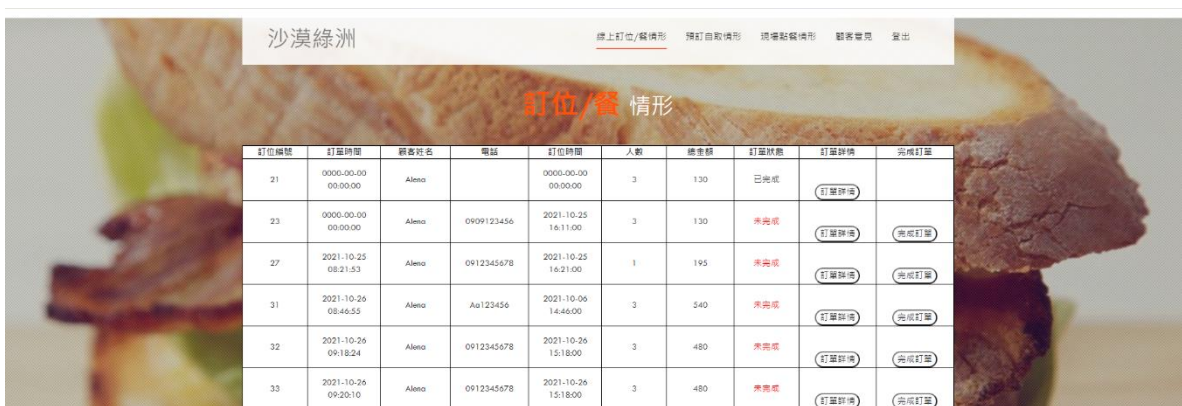 沙漠綠洲
線上訂位/餐情形 預訂自取情形 現場點餐情形 顧客意見 登出
訂位/餐 情形
訂位編號 訂單時間 顧客姓名 電話 訂位時間 人數 總金額 訂單狀態 訂單詳情 完成訂單
21 0000-00-00 00:00:00 Alena 0000-00-00 00:00:00 3 130 已完成 訂單詳情
23 0000-00-00 00:00:00 Alena 0909123456 2021-10-25 16:11:00 3 130 未完成 訂單詳情 完成訂單
27 2021-10-25 08:21:53 Alena 0912345678 2021-10-25 16:21:00 1 195 未完成 訂單詳情 完成訂單
31 2021-10-26 08:46:55 Alena Aa123456 2021-10-06 14:46:00 3 540 未完成 訂單詳情 完成訂單
32 2021-10-26 09:18:24 Alena 0912345678 2021-10-26 15:18:00 3 480 未完成 訂單詳情 完成訂單
33 2021-10-26 09:20:10 Alena 0912345678 2021-10-26 15:18:00 3 480 未完成 訂單詳情 完成訂單